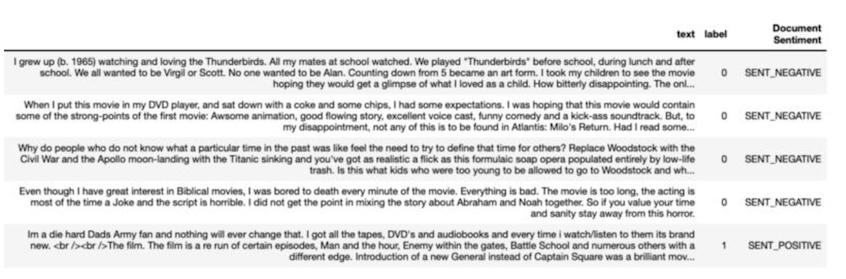 text label Document
Sentiment
I grew up (b. 1965) watching and loving the Thunderbirds. All my mates at school watched. We played "Thunderbirds" before school, during lunch and after
school. We all wanted to be Virgil or Scott. No one wanted to be Alan. Counting down from 5 became an art form. I took my children to see the movie 0 SENT_NEGATIVE
hoping they would get a glimpse of what I loved as a child. How bitterly disappointing. The onl...
When I put this movie in my DVD player, and sat down with a coke and some chips, I had some expectations. I was hoping that this movie would contain
some of the strong-points of the first movie: Awsome animation, good flowing story, excellent voice cast, funny comedy and a kick-ass soundtrack. But, to 0 SENT_NEGATIVE
my disappointment, not any of this is to be found in Atlantis: Milo's Return. Had I read some...
Why do people who do not know what a particular time in the past was like feel the need to try to define that time for others? Replace Woodstock with the
Civil War and the Apollo moon-landing with the Titanic sinking and you've got as realistic a flick as this formulaic soap opera populated entirely by low-life 0 SENT_NEGATIVE
trash. Is this what kids who were too young to be allowed to go to Woodstock and wh...
Even though I have great interest in Biblical movies, I was bored to death every minute of the movie. Everything is bad. The movie is too long, the acting is
most of the time a Joke and the script is horrible. I did not get the point in mixing the story about Abraham and Noah together. So if you value your time 0 SENT_NEGATIVE
and sanity stay away from this horror.
Im a die hard Dads Army fan and nothing will ever change that. I got all the tapes, DVD's and audiobooks and every time i watch/listen to them its brand
new. <br /><br />The film. The film is a re run of certain episodes, Man and the hour, Enemy within the gates, Battle School and numerous others with a 1 SENT_POSITIVE
different edge. Introduction of a new General instead of Captain Square was a brilliant mov...